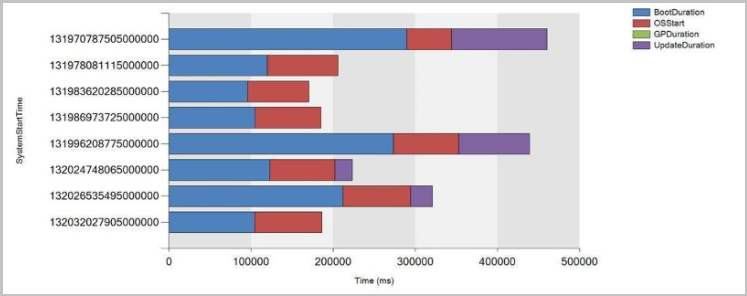 BootDuration
OSStart
GPDuration
UpdateDuration
SystemStartTime
131970787505000000
131978081115000000
131983620285000000
131986973725000000
131996208775000000
132024748065000000
132026535495000000
132032027905000000
0 100000 200000 300000 400000 500000
Time (ms)